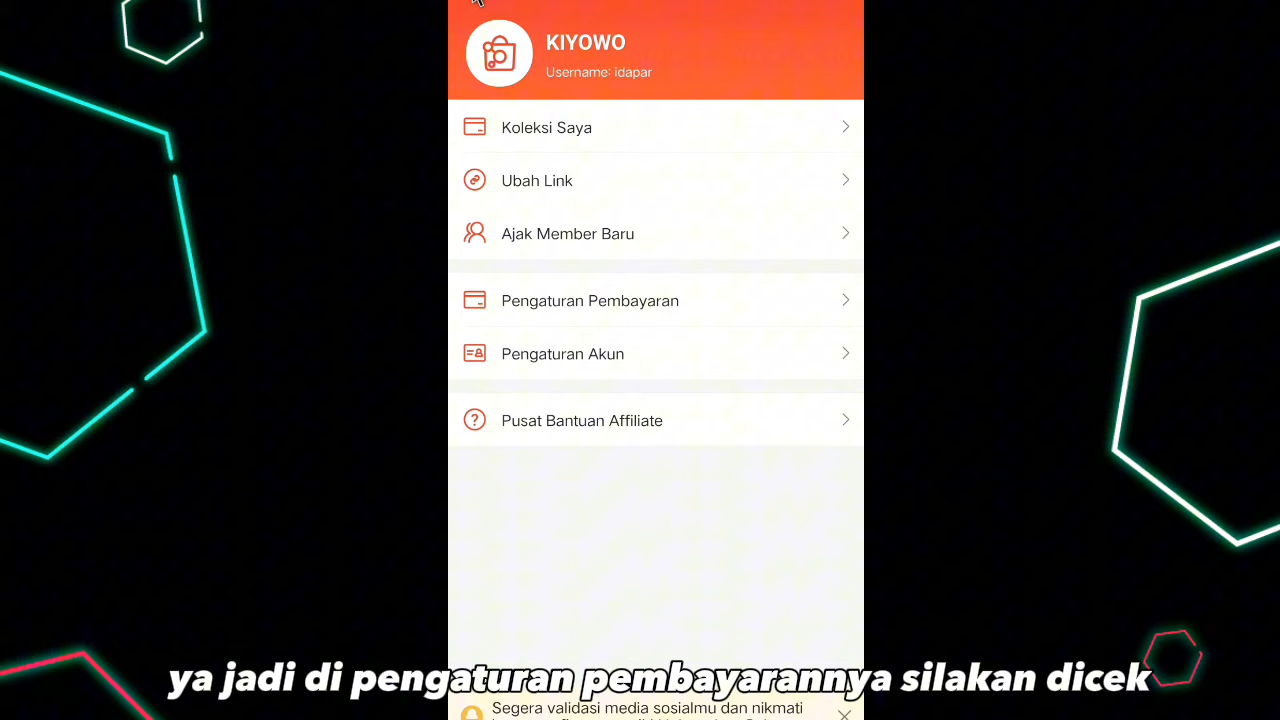 KIYOWO
Username: idapar
Koleksi Saya
Ubah Link
Ajak Member Baru
Pengaturan Pembayaran
Pengaturan Akun
Pusat Bantuan Affiliate
ya jadi di pengaturan pembayarannya silakan dicek
Segera validasi media sosialmu dan nikmati